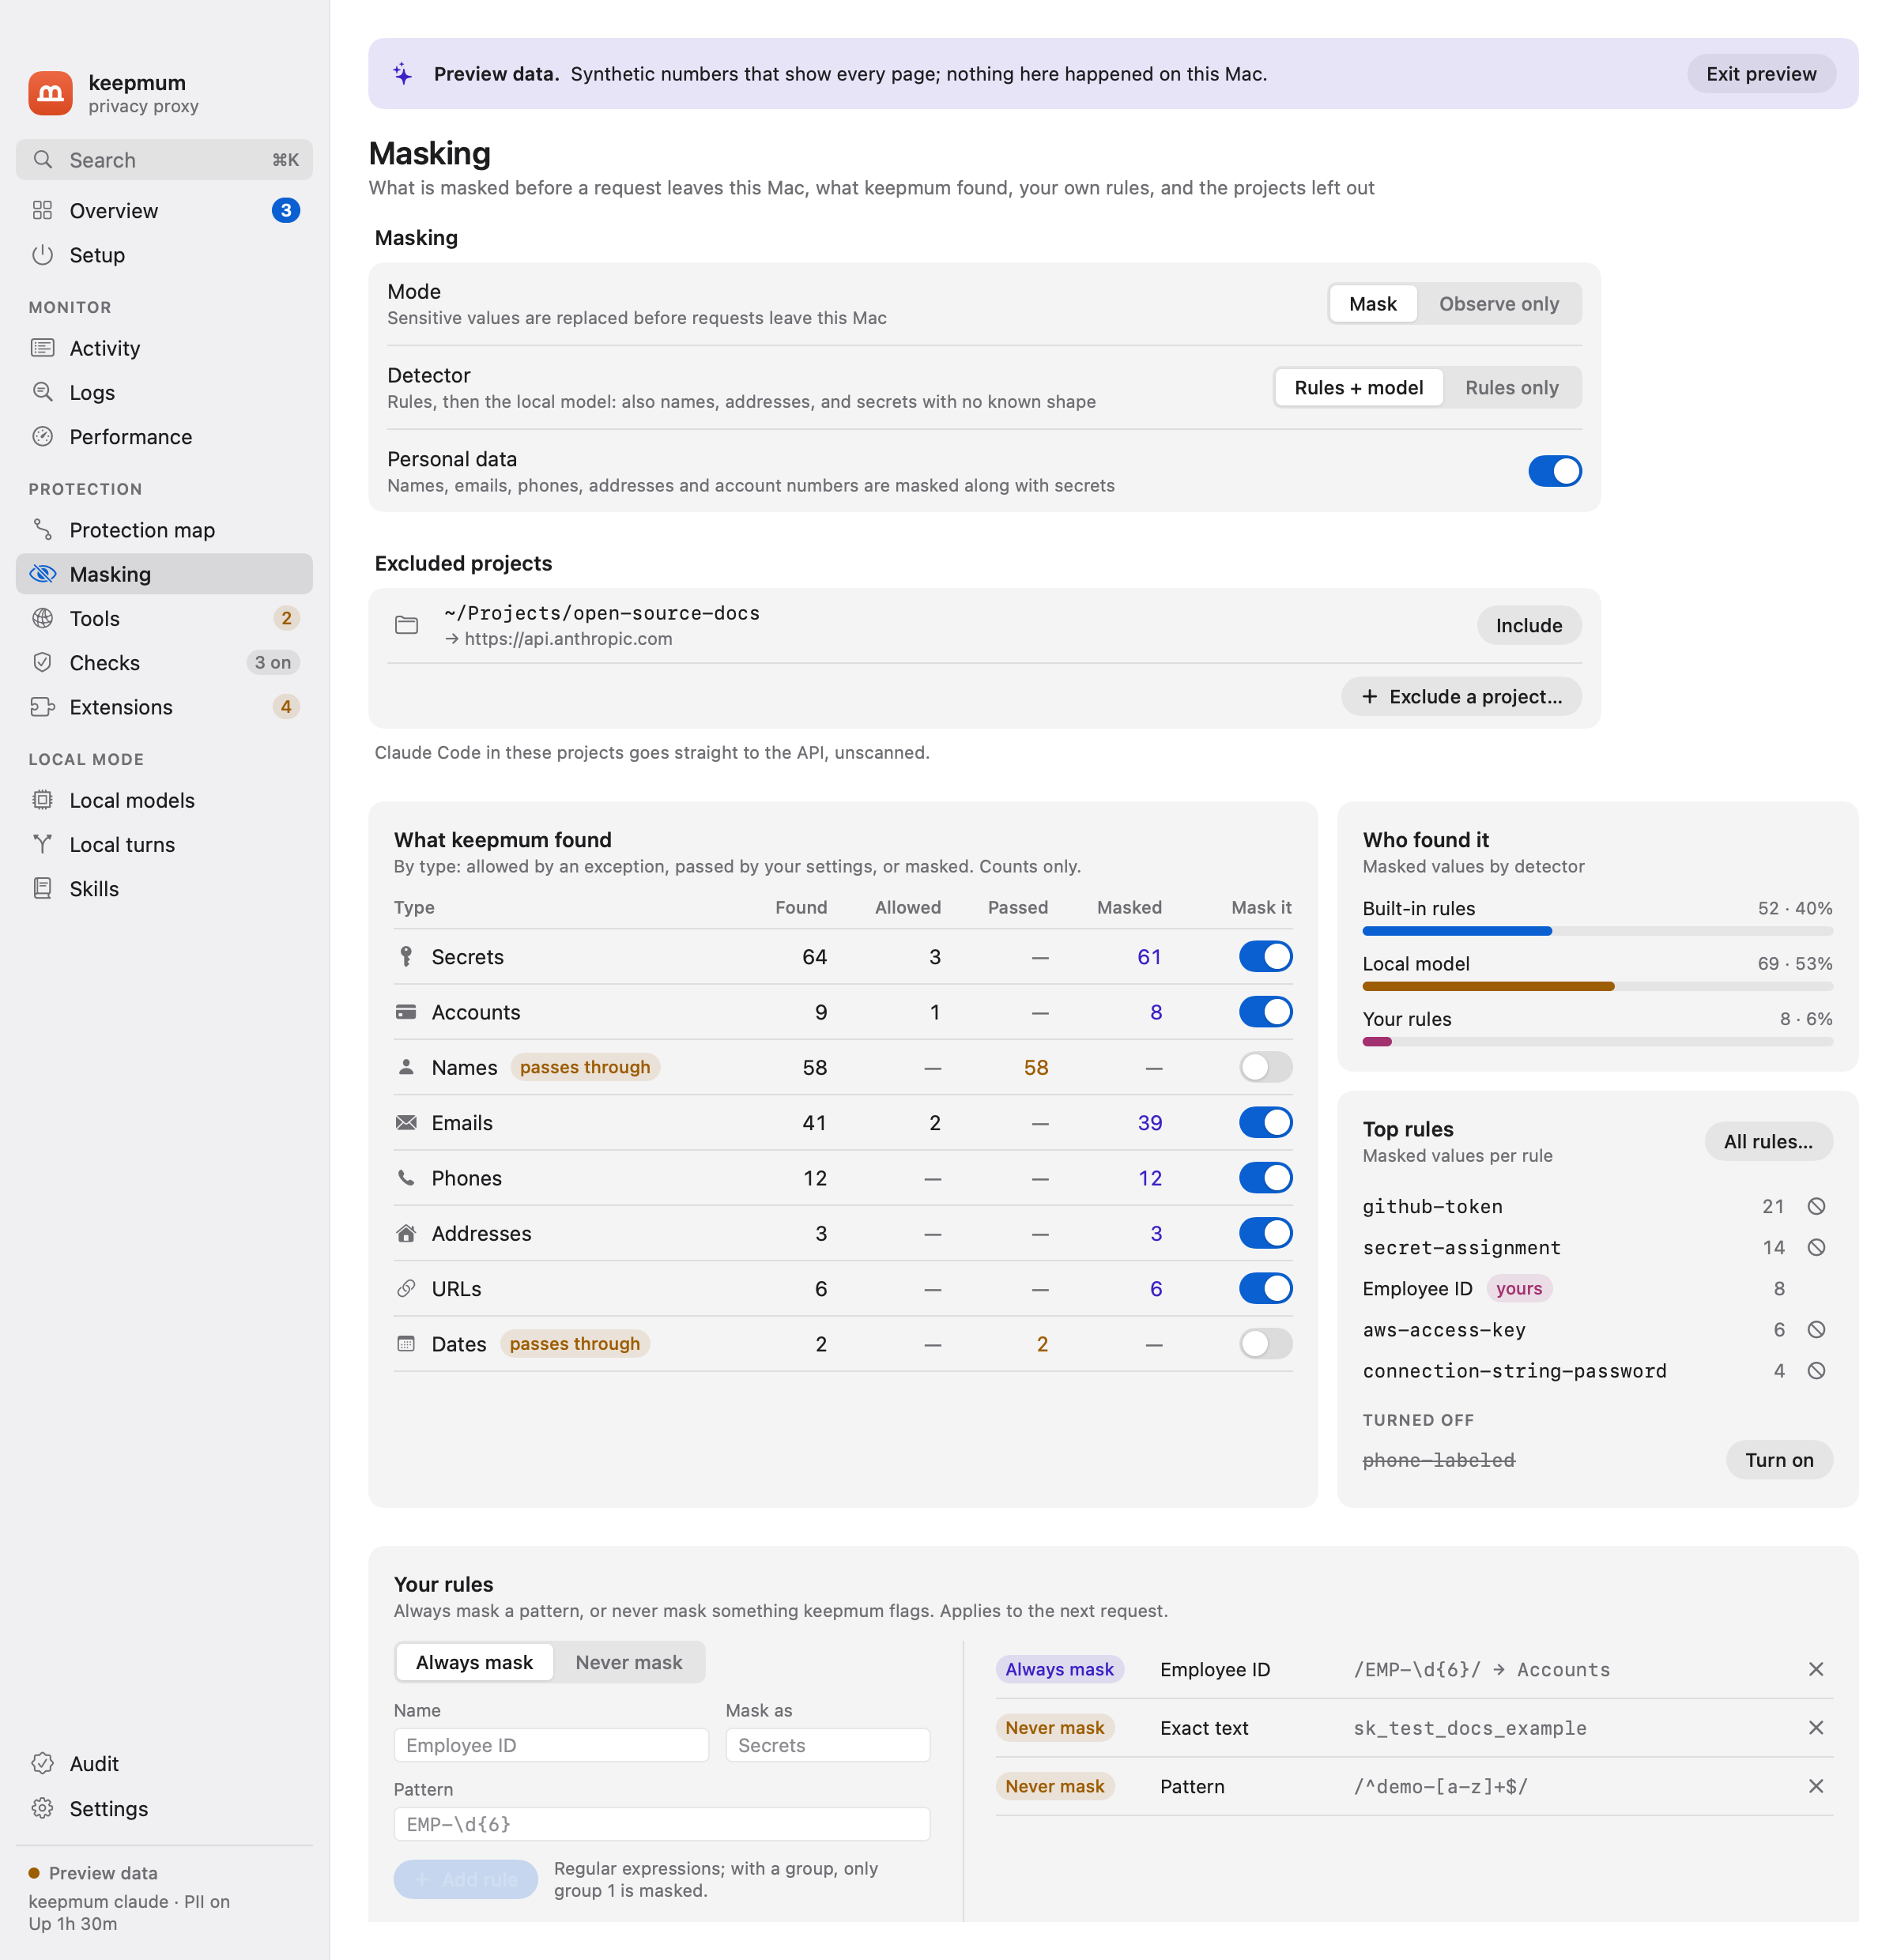 keepmum
privacy proxy
Search ⌘K
Overview 3
Setup
MONITOR
Activity
Logs
Performance
PROTECTION
Protection map
Masking
Tools 2
Checks 3 on
Extensions 4
LOCAL MODE
Local models
Local turns
Skills
Audit
Settings
Preview data
keepmum claude · PII on
Up 1h 30m
Preview data. Synthetic numbers that show every page; nothing here happened on this Mac. Exit preview
Masking
What is masked before a request leaves this Mac, what keepmum found, your own rules, and the projects left out
Masking
Mode
Sensitive values are replaced before requests leave this Mac
Mask Observe only
Detector
Rules, then the local model: also names, addresses, and secrets with no known shape
Rules + model Rules only
Personal data
Names, emails, phones, addresses and account numbers are masked along with secrets
Excluded projects
~/Projects/open-source-docs
→ https://api.anthropic.com
Include
+ Exclude a project...
Claude Code in these projects goes straight to the API, unscanned.
What keepmum found
By type: allowed by an exception, passed by your settings, or masked. Counts only.
Type Found Allowed Passed Masked Mask it
Secrets 64 3 — 61
Accounts 9 1 — 8
Names passes through 58 — 58 —
Emails 41 2 — 39
Phones 12 — — 12
Addresses 3 — — 3
URLs 6 — — 6
Dates passes through 2 — 2 —
Who found it
Masked values by detector
Built-in rules 52 · 40%
Local model 69 · 53%
Your rules 8 · 6%
Top rules
Masked values per rule
All rules...
github-token 21
secret-assignment 14
Employee ID yours 8
aws-access-key 6
connection-string-password 4
TURNED OFF
phone-labeled Turn on
Your rules
Always mask a pattern, or never mask something keepmum flags. Applies to the next request.
Always mask Never mask
Name Mask as
Employee ID Secrets
Pattern
EMP-\d{6}
+ Add rule
Regular expressions; with a group, only
group 1 is masked.
Always mask Employee ID /EMP-\d{6}/ → Accounts
Never mask Exact text sk_test_docs_example
Never mask Pattern /^demo-[a-z]+$/